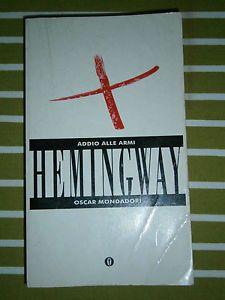 ADDIO ALLE ARMI
HEMINGWAY
OSCAR MONDADORI